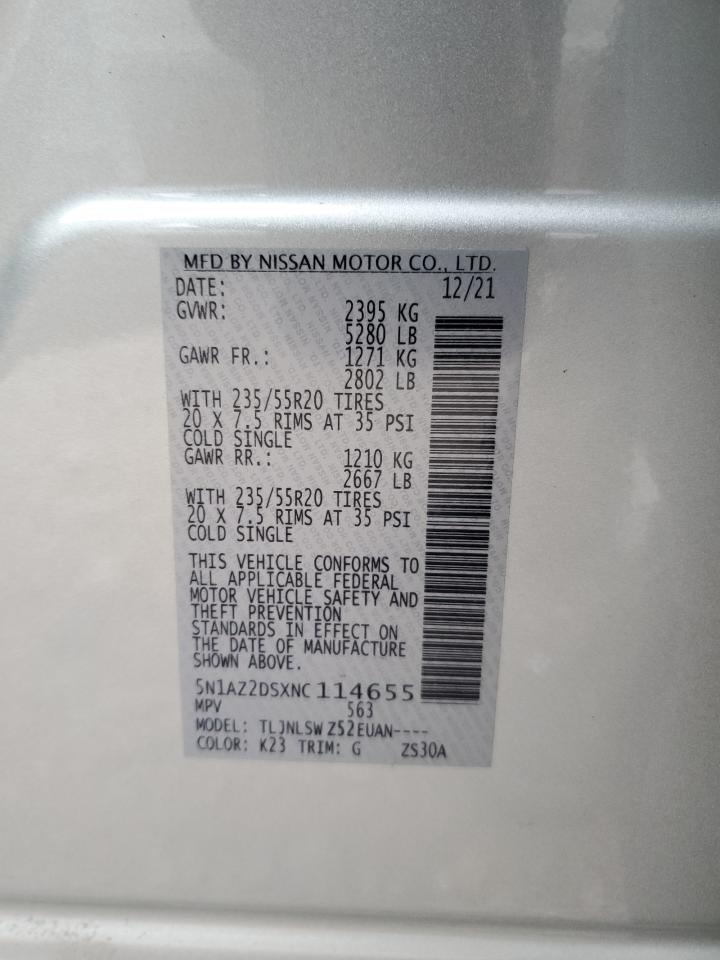 MFD BY NISSAN MOTOR CO., LTD.
DATE: 12/21
GVWR: 2395 KG
5280 LB
GAWR FR.: 1271 KG
2802 LB
WITH 235/55R20 TIRES
20 X 7.5 RIMS AT 35 PSI
COLD SINGLE
GAWR RR.: 1210 KG
2667 LB
WITH 235/55R20 TIRES
20 X 7.5 RIMS AT 35 PSI
COLD SINGLE
THIS VEHICLE CONFORMS TO
ALL APPLICABLE FEDERAL
MOTOR VEHICLE SAFETY AND
THEFT PREVENTION
STANDARDS IN EFFECT ON
THE DATE OF MANUFACTURE
SHOWN ABOVE.
5N1AZ2DSXNC114655
MPV 563
MODEL: TLJNLSWZ52EUAN----
COLOR: K23 TRIM: G ZS30A